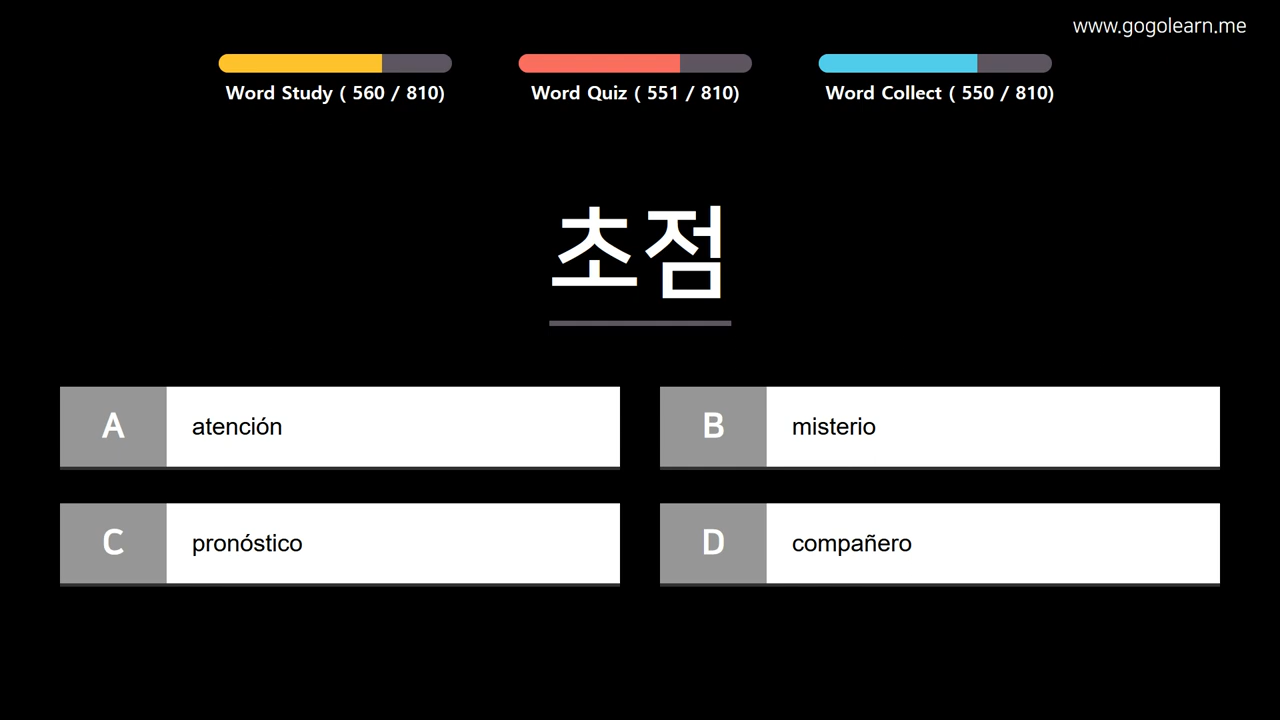 www.gogolearn.me
Word Study ( 560 / 810)
Word Quiz ( 551 / 810)
Word Collect ( 550 / 810)
초점
A atención
B misterio
C pronóstico
D compañero